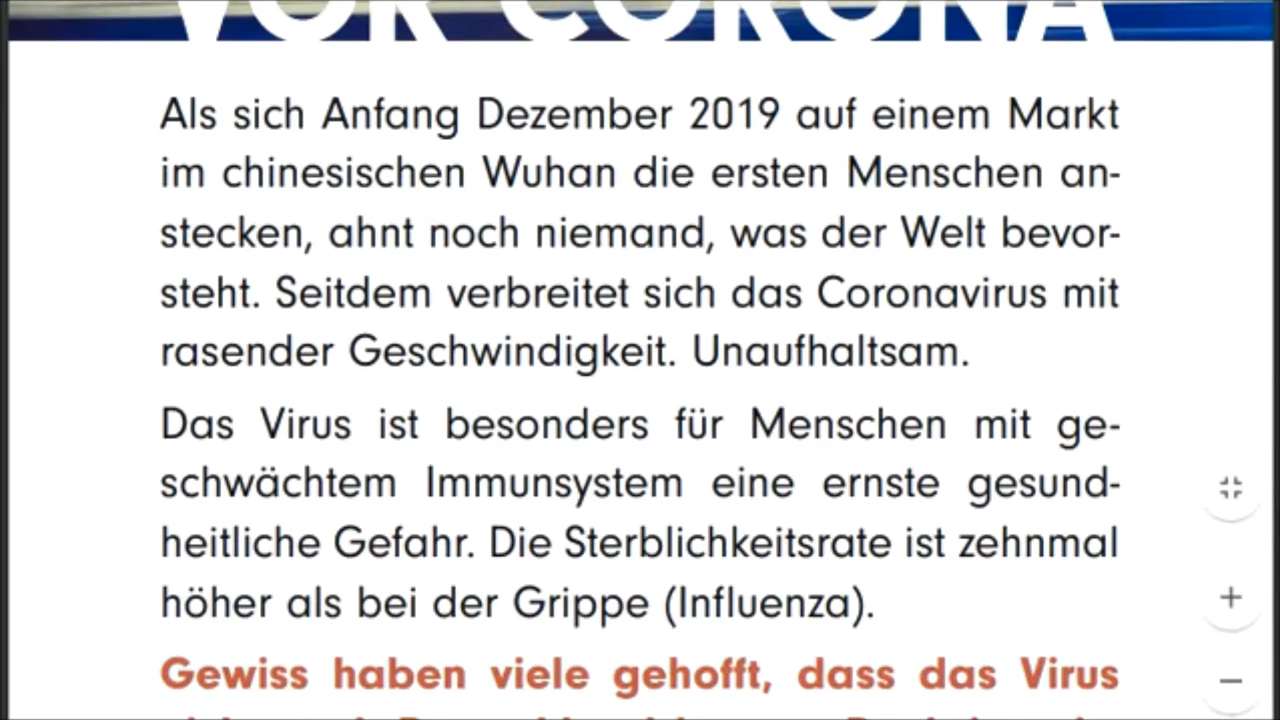 VOR CORONA
Als sich Anfang Dezember 2019 auf einem Markt
im chinesischen Wuhan die ersten Menschen an-
stecken, ahnt noch niemand, was der Welt bevor-
steht. Seitdem verbreitet sich das Coronavirus mit
rasender Geschwindigkeit. Unaufhaltsam.
Das Virus ist besonders für Menschen mit ge-
schwächtem Immunsystem eine ernste gesund-
heitliche Gefahr. Die Sterblichkeitsrate ist zehnmal
höher als bei der Grippe (Influenza).
Gewiss haben viele gehofft, dass das Virus